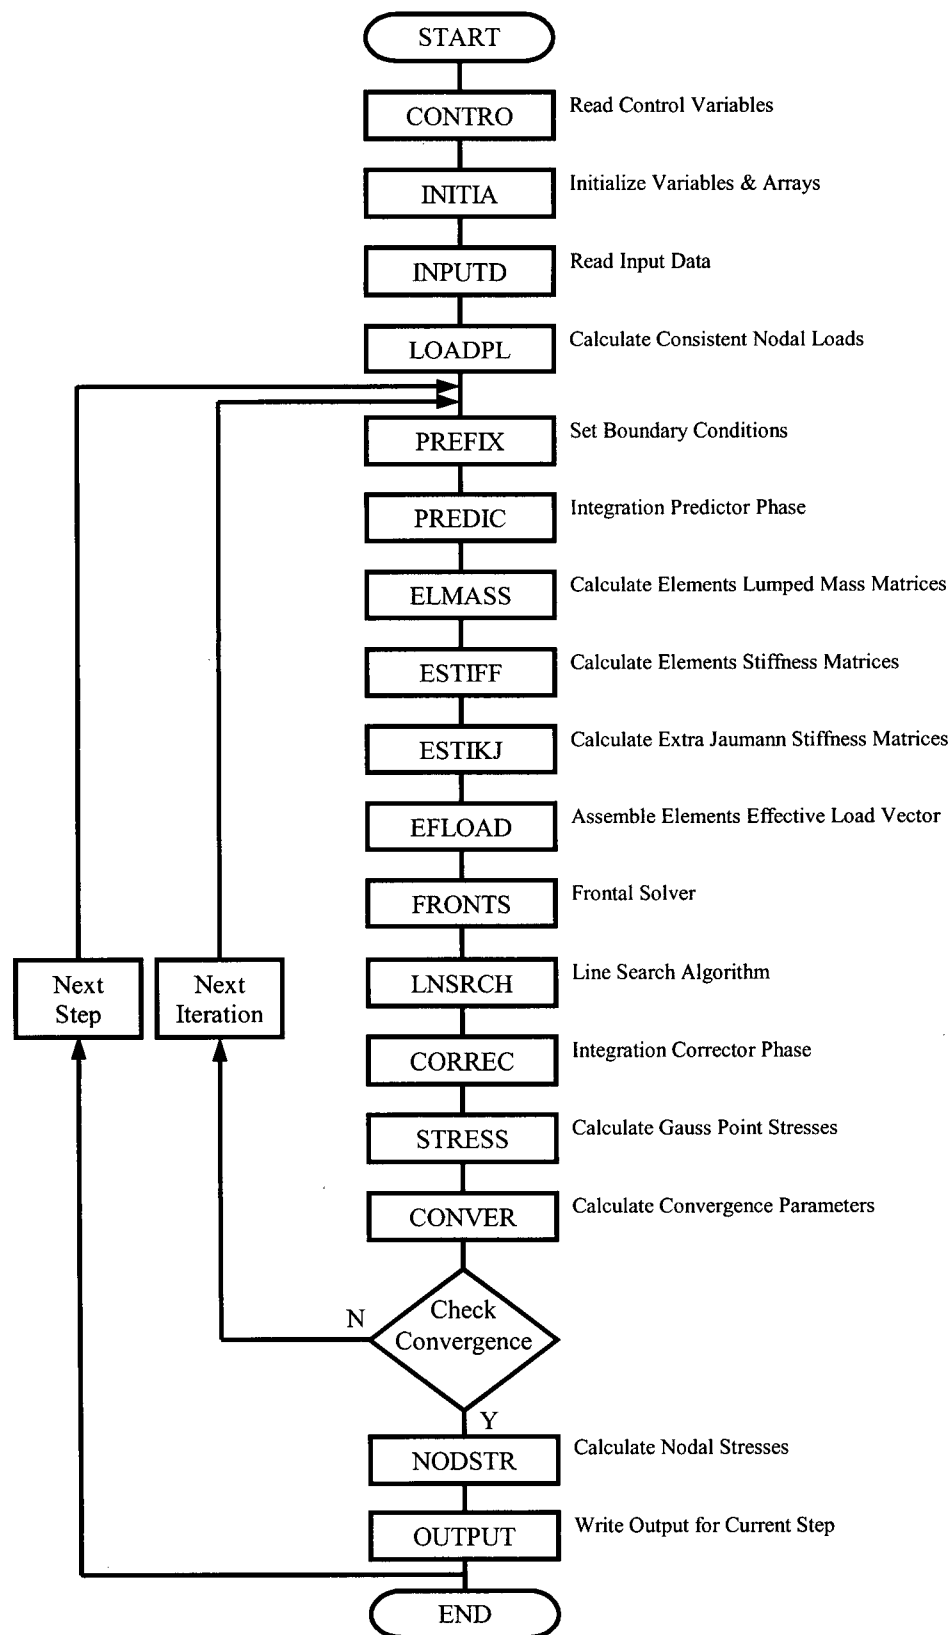 START
CONTRO
Read Control Variables
INITIA
Initialize Variables & Arrays
INPUTD
Read Input Data
LOADPL
Calculate Consistent Nodal Loads
PREFIX
Set Boundary Conditions
PREDIC
Integration Predictor Phase
ELMASS
Calculate Elements Lumped Mass Matrices
ESTIFF
Calculate Elements Stiffness Matrices
ESTIKJ
Calculate Extra Jaumann Stiffness Matrices
EFLOAD
Assemble Elements Effective Load Vector
FRONTS
Frontal Solver
Next
Step
Next
Iteration
LNSRCH
Line Search Algorithm
CORREC
Integration Corrector Phase
STRESS
Calculate Gauss Point Stresses
CONVER
Calculate Convergence Parameters
Check
Convergence
N
Y
NODSTR
Calculate Nodal Stresses
OUTPUT
Write Output for Current Step
END